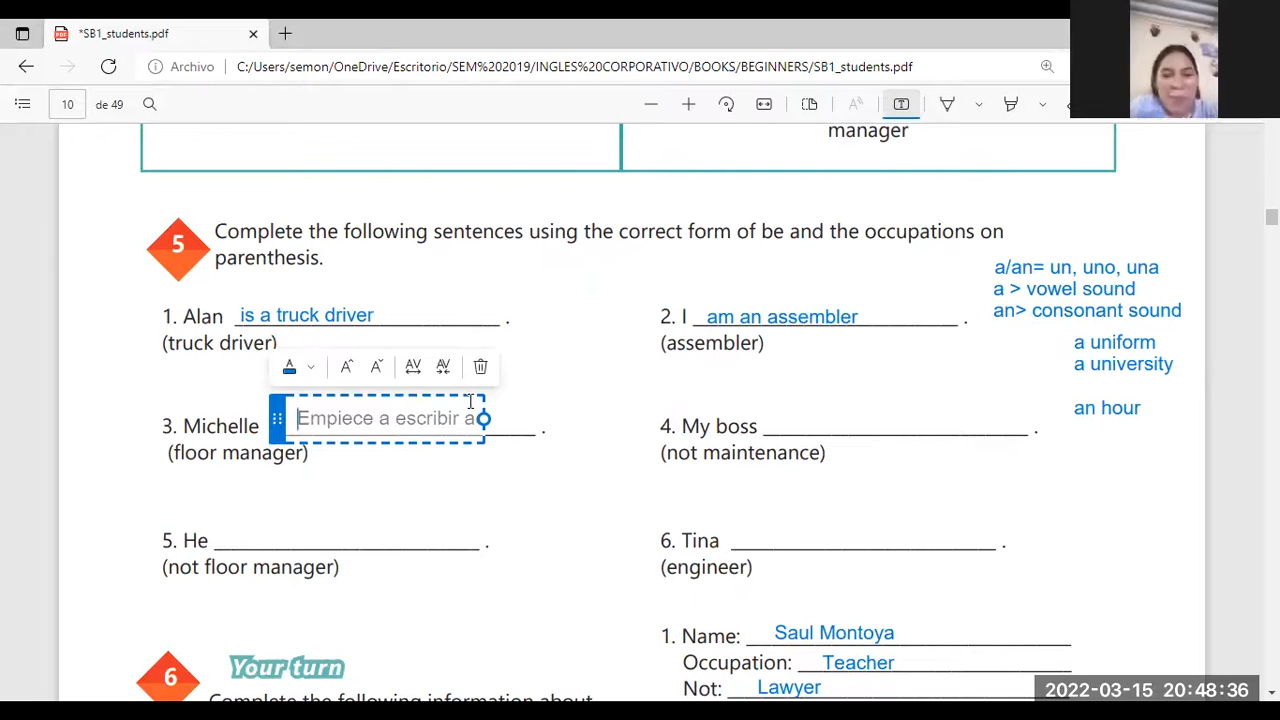 *SB1_students.pdf
Archivo
C:/Users/semon/OneDrive/Escritorio/SEM%202019/INGLES%20CORPORATIVO/BOOKS/BEGINNERS/SB1_students.pdf
10 de 49
manager
5
Complete the following sentences using the correct form of be and the occupations on
parenthesis.
a/an= un, uno, una
a > vowel sound
an> consonant sound
a uniform
a university
an hour
1. Alan is a truck driver .
(truck driver)
2. I am an assembler .
(assembler)
3. Michelle Empiece a escribir a .
(floor manager)
4. My boss .
(not maintenance)
5. He .
(not floor manager)
6. Tina .
(engineer)
6
Your turn
Complete the following information about
1. Name: Saul Montoya
Occupation: Teacher
Not: Lawyer
2022-03-15 20:48:36